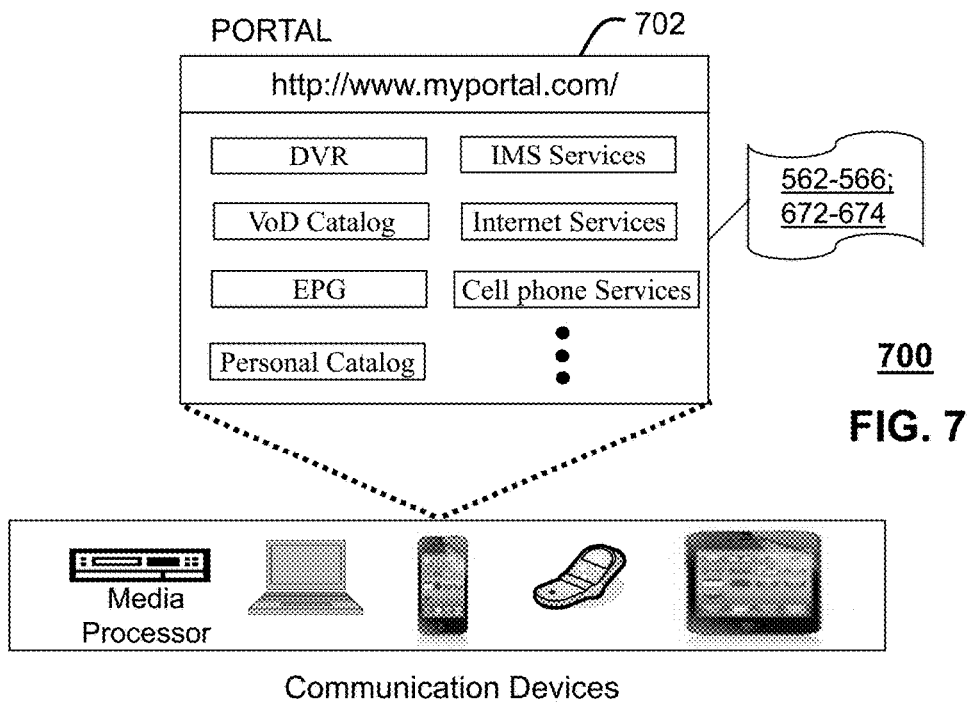 PORTAL
702
http://www.myportal.com/
DVR
IMS Services
VoD Catalog
Internet Services
EPG
Cell phone Services
Personal Catalog
562-566;
672-674
700
FIG. 7
Media
Processor
Communication Devices